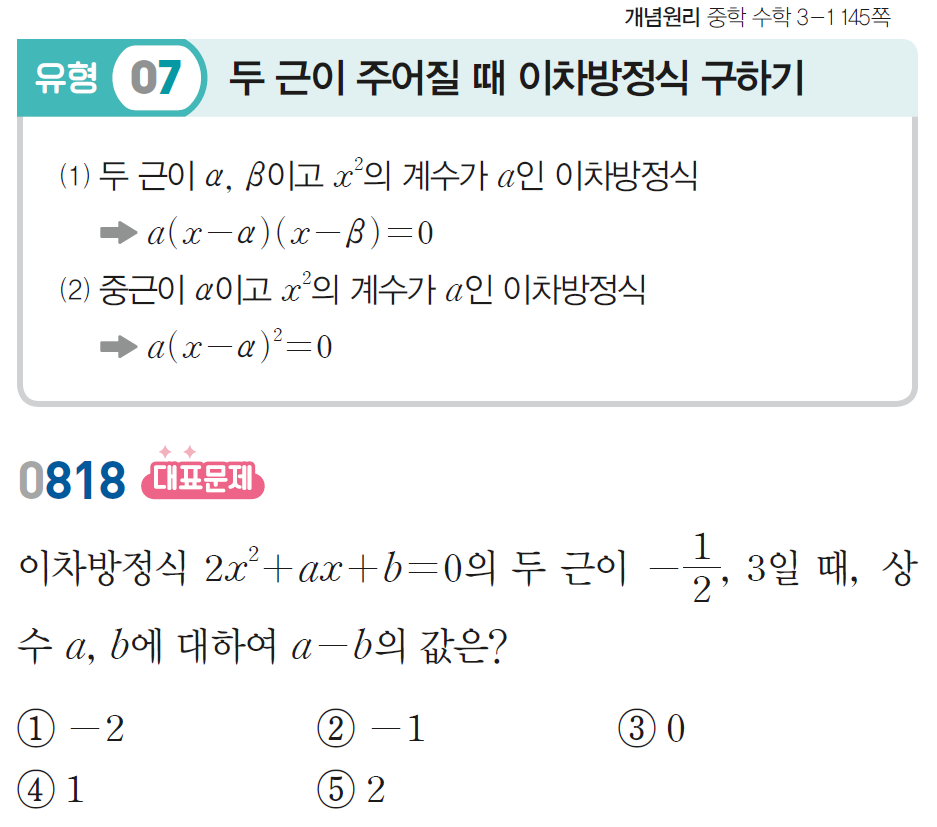 개념원리 중학 수학 3-1 145쪽
유형 07 두 근이 주어질 때 이차방정식 구하기
⑴ 두 근이 α, β이고 x²의 계수가 a인 이차방정식
➡ a(x-α)(x-β)=0
⑵ 중근이 α이고 x²의 계수가 a인 이차방정식
➡ a(x-α)²=0
0818 대표문제
이차방정식 2x²+ax+b=0의 두 근이 -1/2, 3일 때, 상
수 a, b에 대하여 a-b의 값은?
① -2 ② -1 ③ 0
④ 1 ⑤ 2